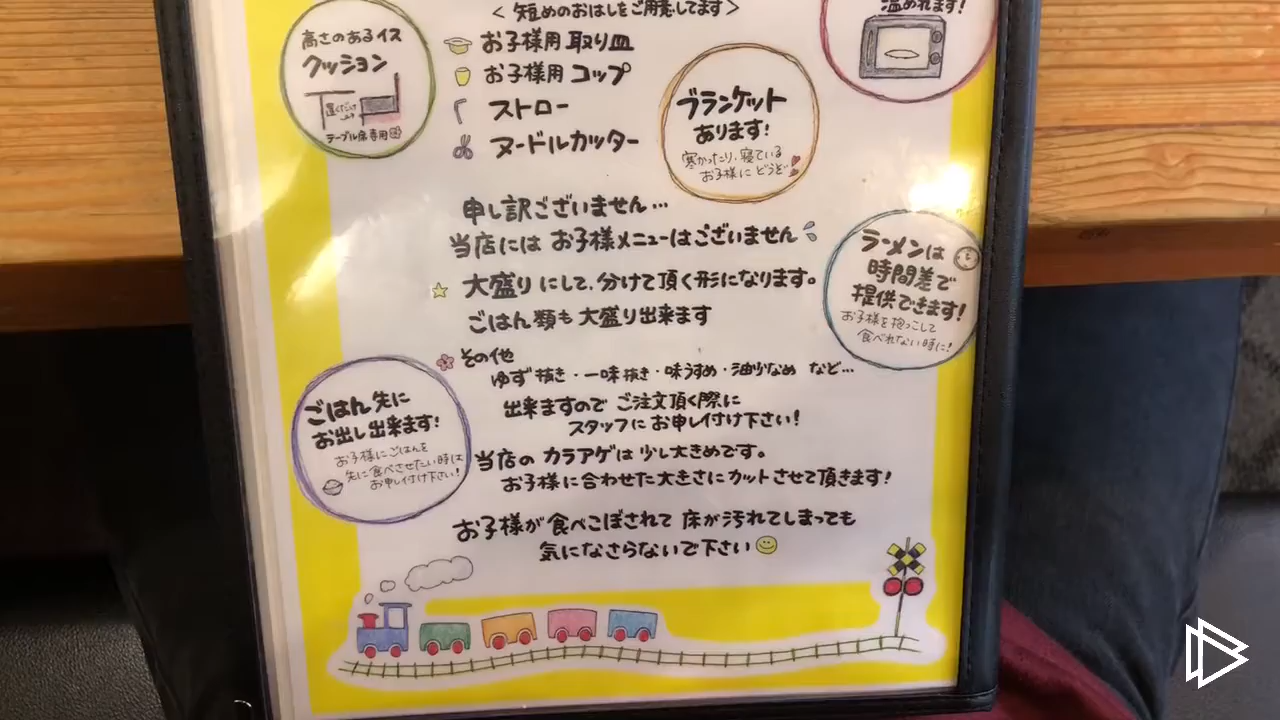 <短めのおはしをご用意してます>
温めれます!
高さのあるイス
クッション
置くだけ
テーブル席専用
お子様用 取り皿
お子様用 コップ
ストロー
ヌードルカッター
ブランケット
あります!
寒かったり、寝ている
お子様に どうぞ
申し訳ございません…
当店には お子様メニューはございません
大盛り にして、分けて頂く形になります。
ごはん類も 大盛り出来ます
ラーメンは
時間差で
提供できます!
お子様を抱っこして
食べれない時に!
その他
ゆず抜き・一味抜き・味うすめ・油少なめ など…
出来ますので ご注文頂く際に
スタッフに お申し付け下さい!
ごはん先に
お出し出来ます!
お子様にごはんを
先に食べさせたい時は
お申し付け下さい!
当店の カラアゲは 少し大きめです。
お子様に合わせた大きさにカットさせて頂きます!
お子様が食べこぼされて 床が汚れてしまっても
気になさらないで下さい